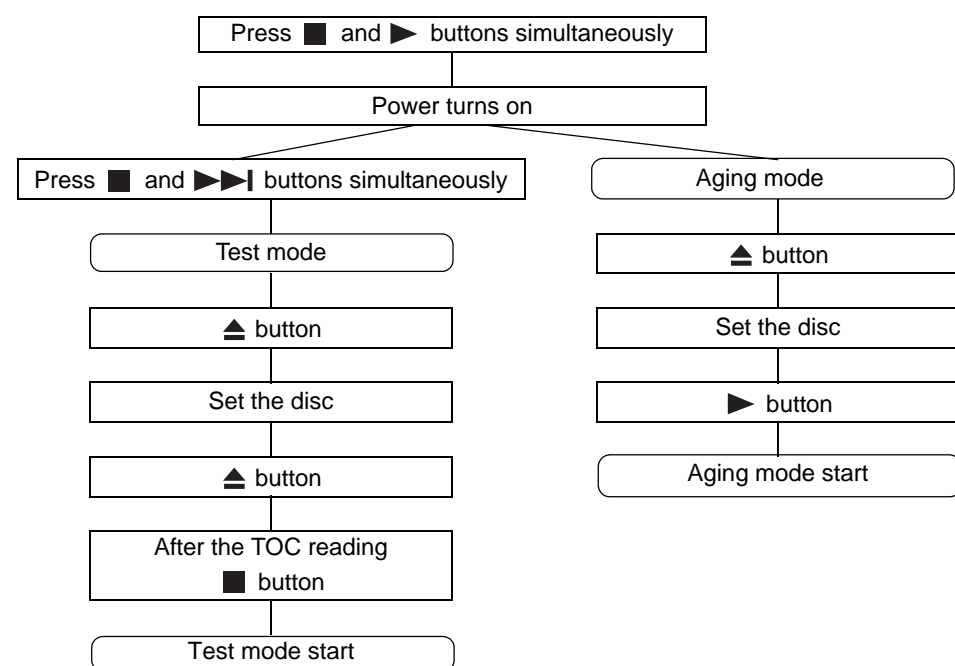 Press ■ and ▶ buttons simultaneously
Power turns on
Press ■ and ▶▶I buttons simultaneously
Test mode
⏏ button
Set the disc
⏏ button
After the TOC reading
■ button
Test mode start
Aging mode
⏏ button
Set the disc
▶ button
Aging mode start